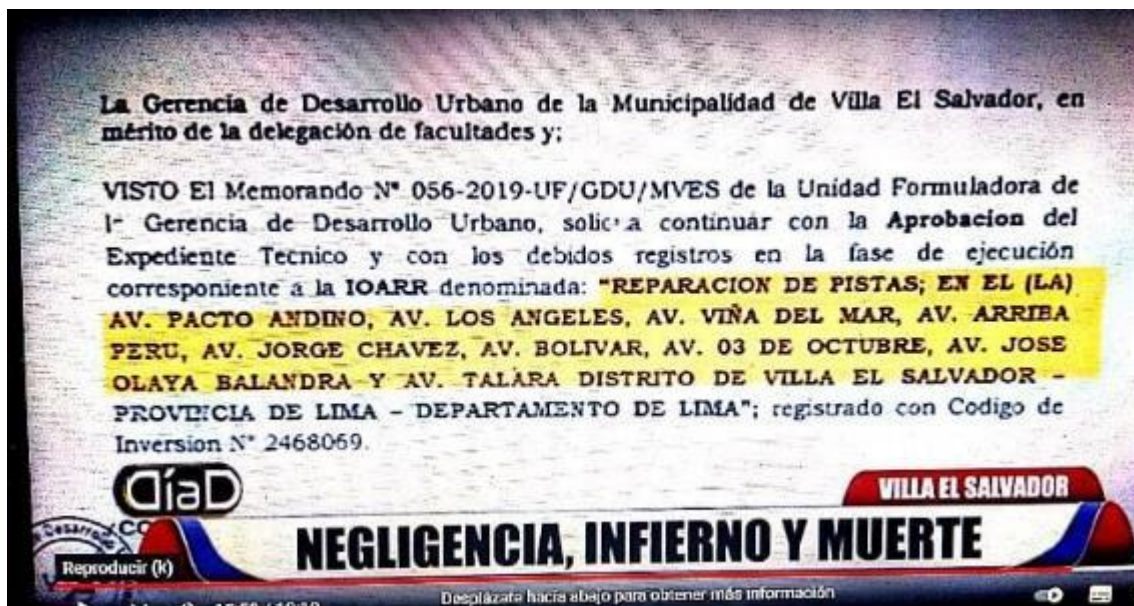 La Gerencia de Desarrollo Urbano de la Municipalidad de Villa El Salvador, en
mérito de la delegación de facultades y;
VISTO El Memorando N° 056-2019-UF/GDU/MVES de la Unidad Formuladora de
Gerencia de Desarrollo Urbano, continuar con la Aprobacion del
Expediente Tecnico y con los debidos registros en la fase de ejecución
corresponiente a la IOARR denominada: "REPARACION DE PISTAS; EN EL (LA)
AV. PACTO ANDINO, AV. LOS ANGELES, AV. VIÑA DEL MAR, AV. ARRIBA
PERU, AV. JORGE CHAVEZ, AV. BOLIVAR, AV. 03 DE OCTUBRE, AV. JOSE
OLAYA BALANDRA Y AV. TALARA DISTRITO DE VILLA EL SALVADOR –
PROVINCIA DE LIMA – DEPARTAMENTO DE LIMA"; registrado con Codigo de
Inversion N° 2468069.
DíaD
VILLA EL SALVADOR
NEGLIGENCIA, INFIERNO Y MUERTE
Reproducir (k)
Desplázate hacia abajo para obtener más información